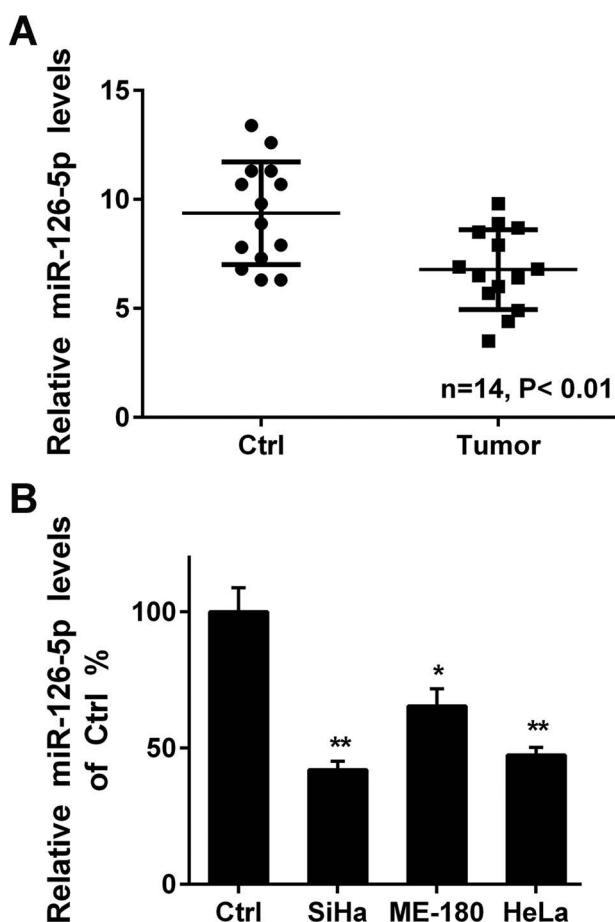 A
Relative miR-126-5p levels
15
10
5
0
n=14, P< 0.01
Ctrl Tumor
B
Relative miR-126-5p levels
of Ctrl %
100
50
0
**
*
**
Ctrl SiHa ME-180 HeLa